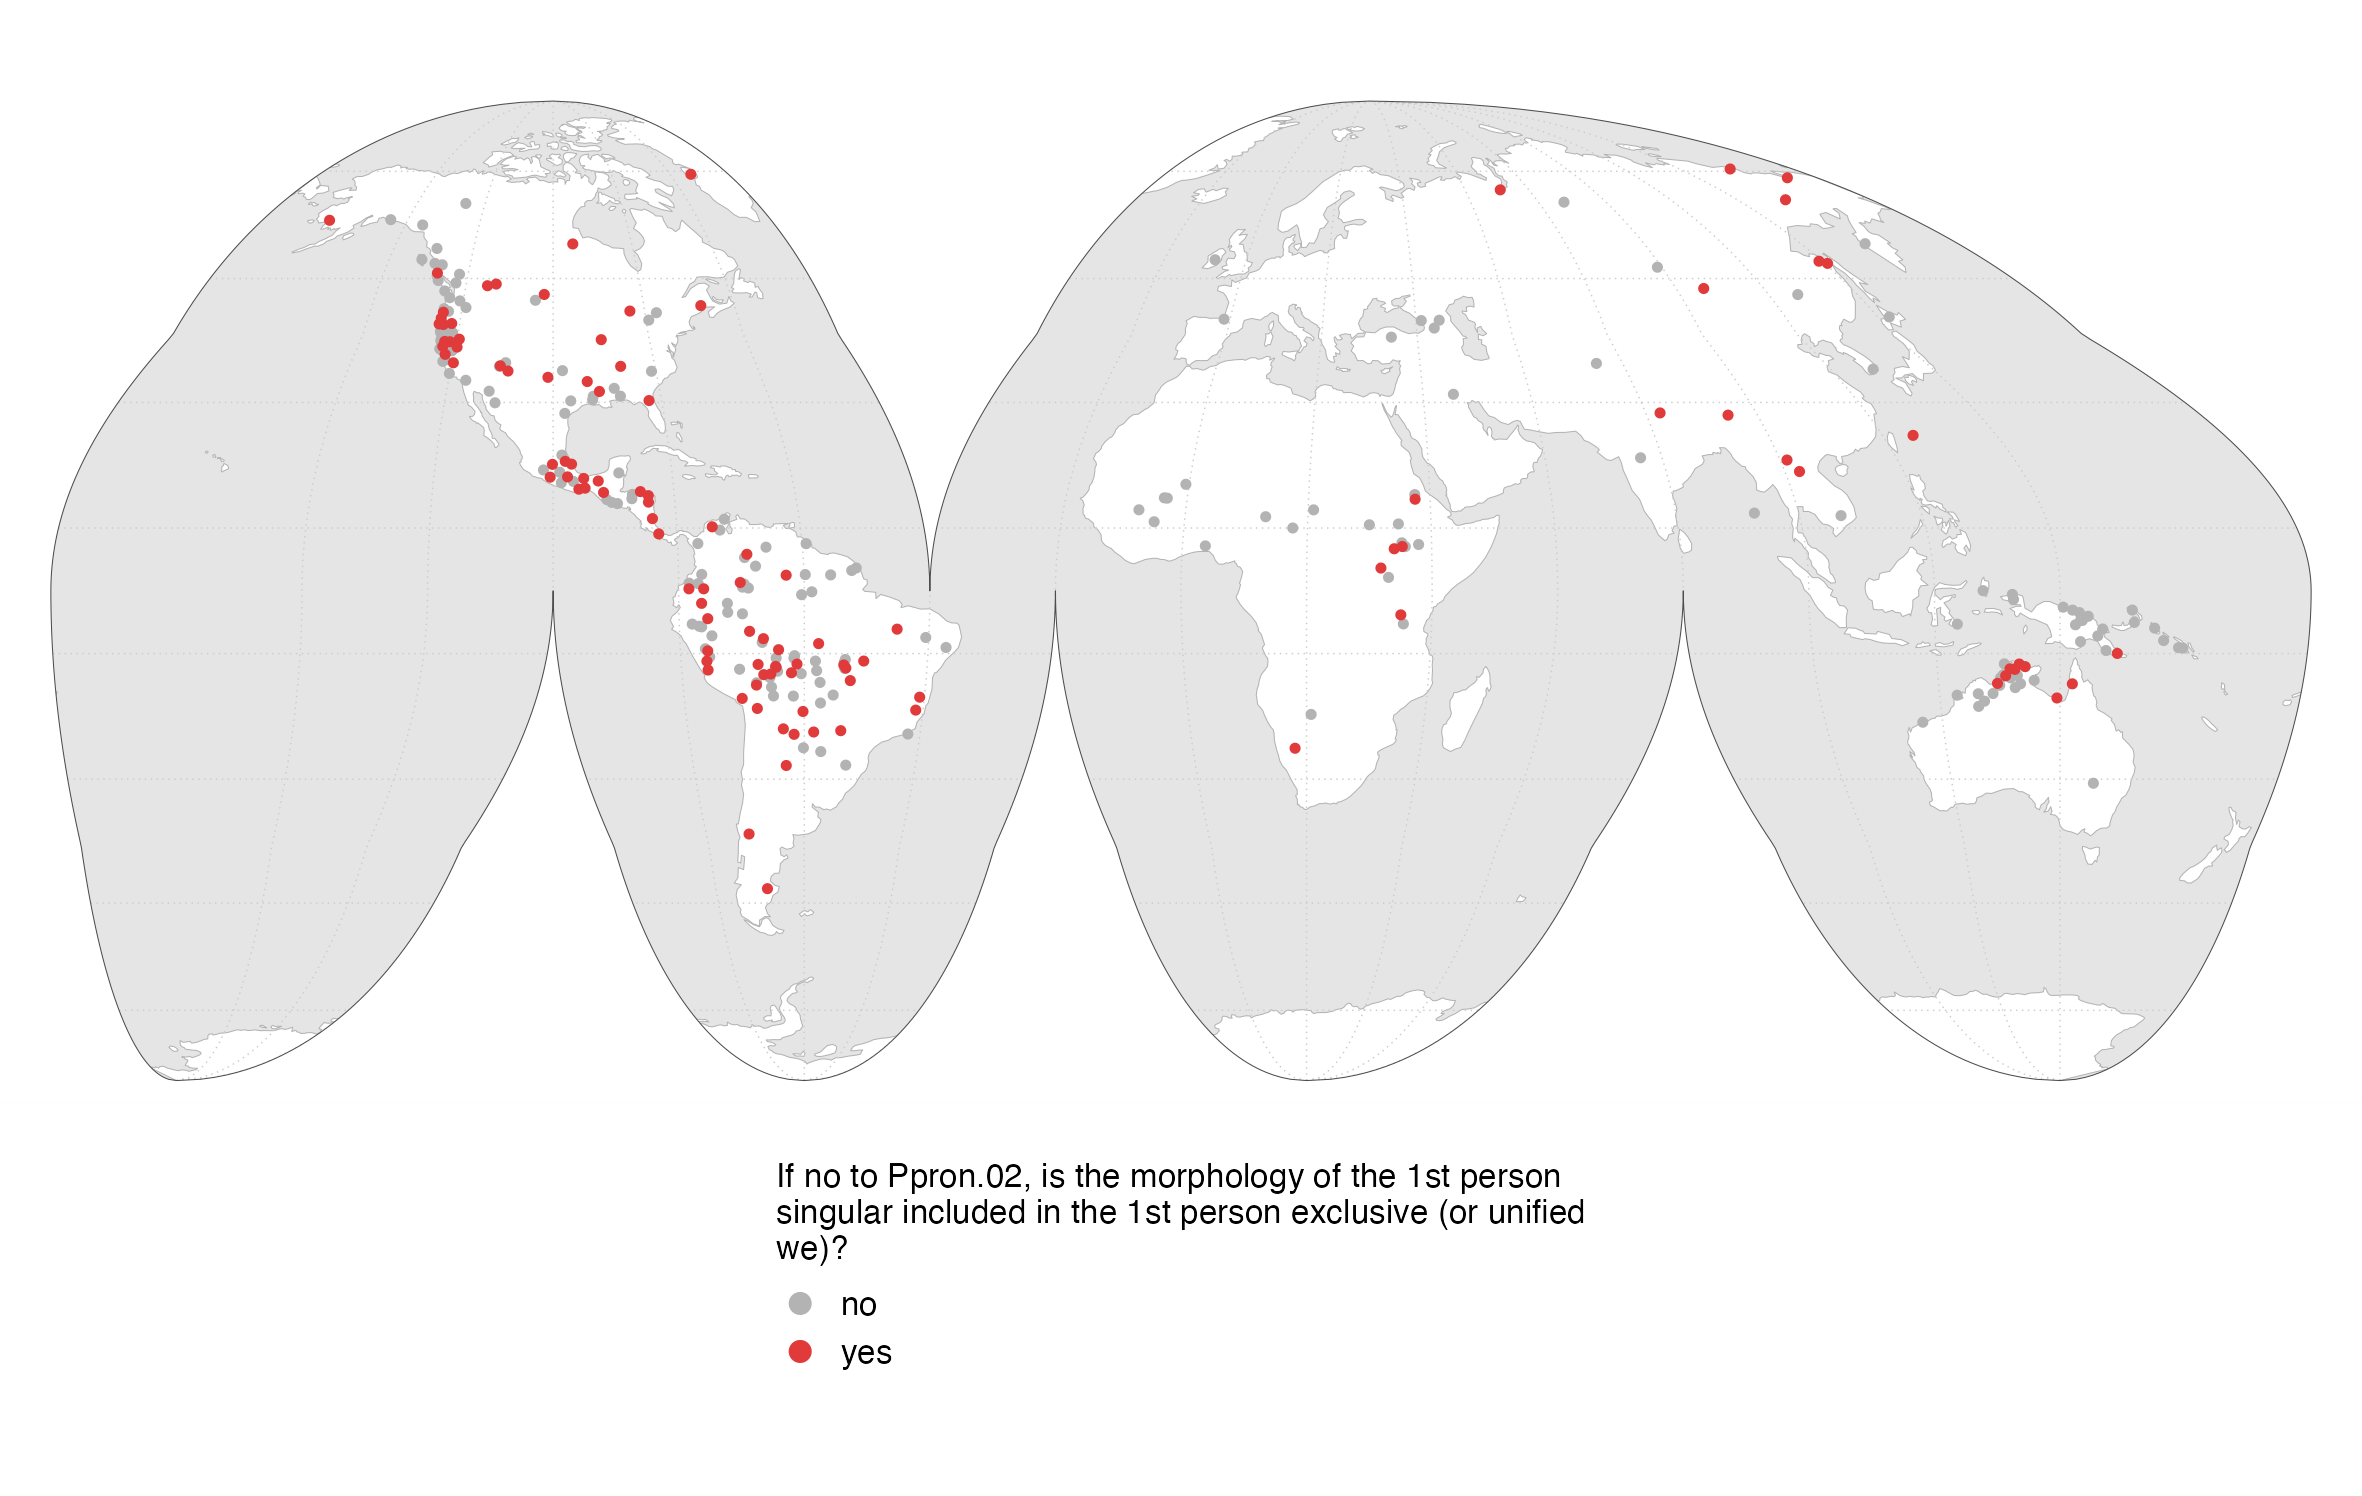 If no to Ppron.02, is the morphology of the 1st person
singular included in the 1st person exclusive (or unified
we)?
no
yes